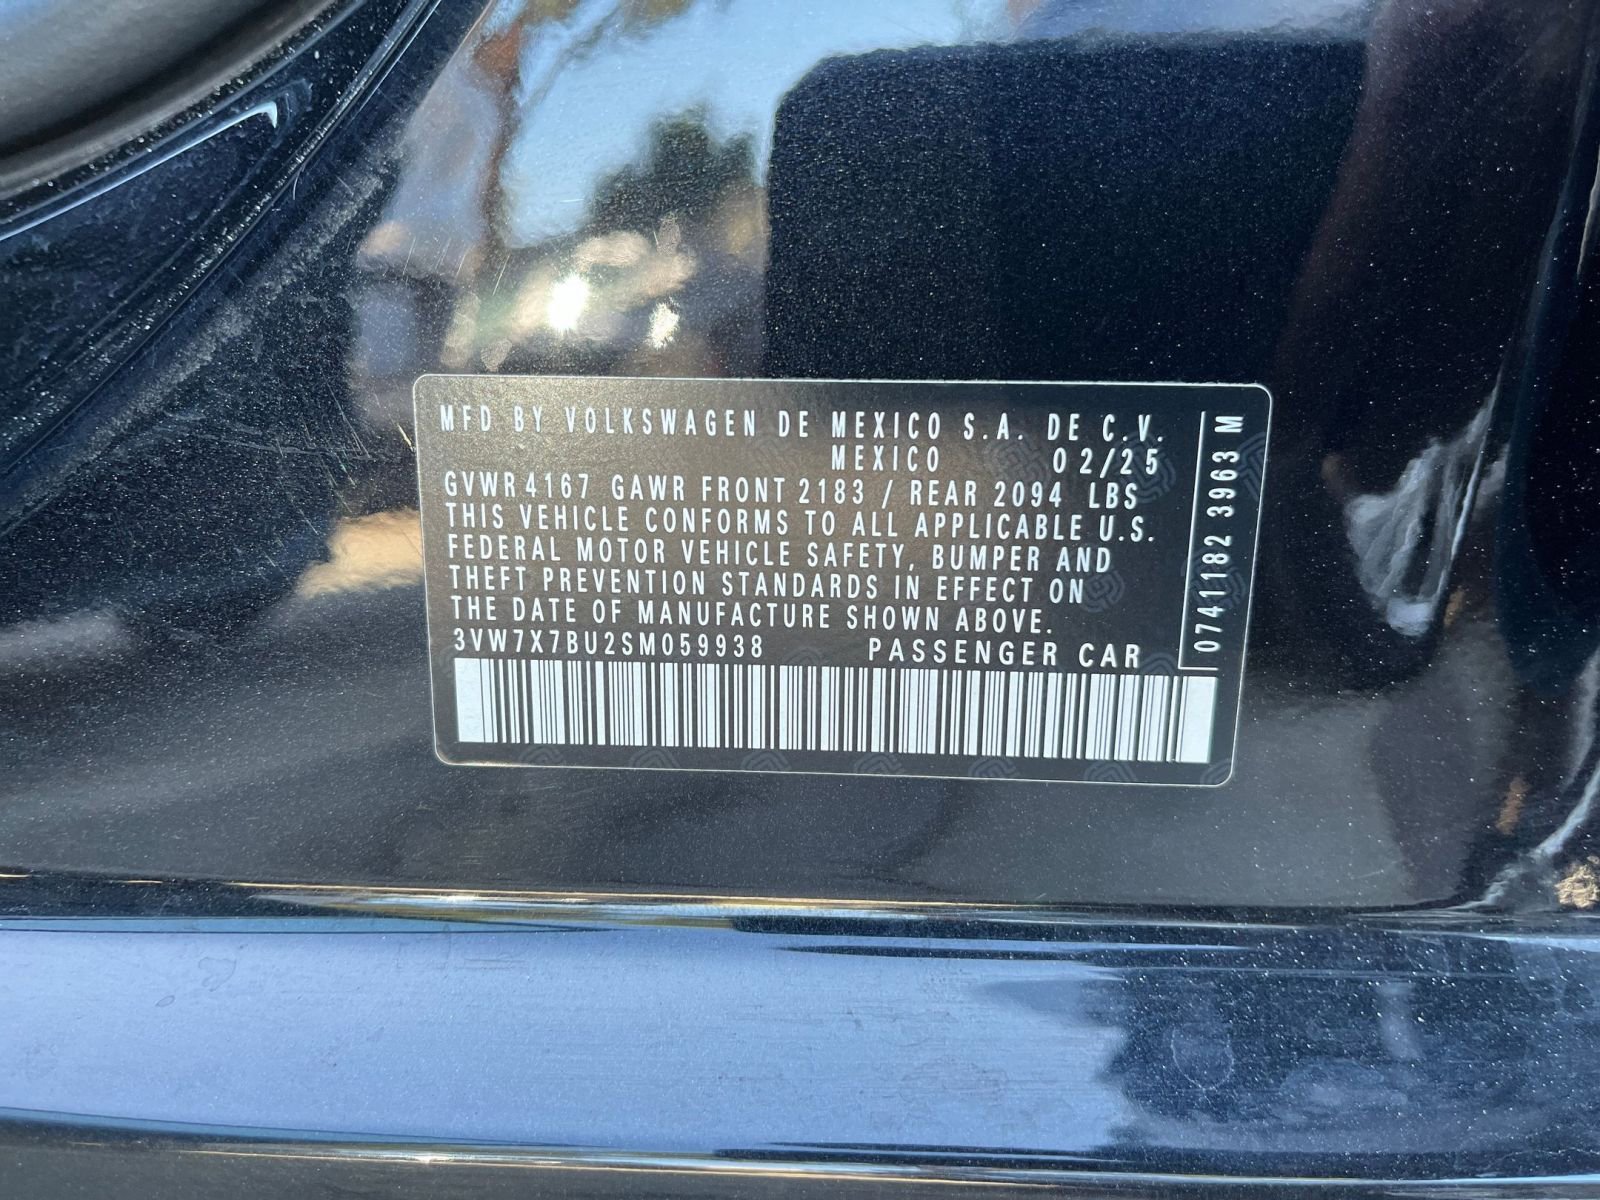 MFD BY VOLKSWAGEN DE MEXICO S.A. DE C.V.
MEXICO 02/25
GVWR 4167 GAWR FRONT 2183 / REAR 2094 LBS
THIS VEHICLE CONFORMS TO ALL APPLICABLE U.S.
FEDERAL MOTOR VEHICLE SAFETY, BUMPER AND
THEFT PREVENTION STANDARDS IN EFFECT ON
THE DATE OF MANUFACTURE SHOWN ABOVE.
3VW7X7BU2SM059938 PASSENGER CAR
0741182 3963 M